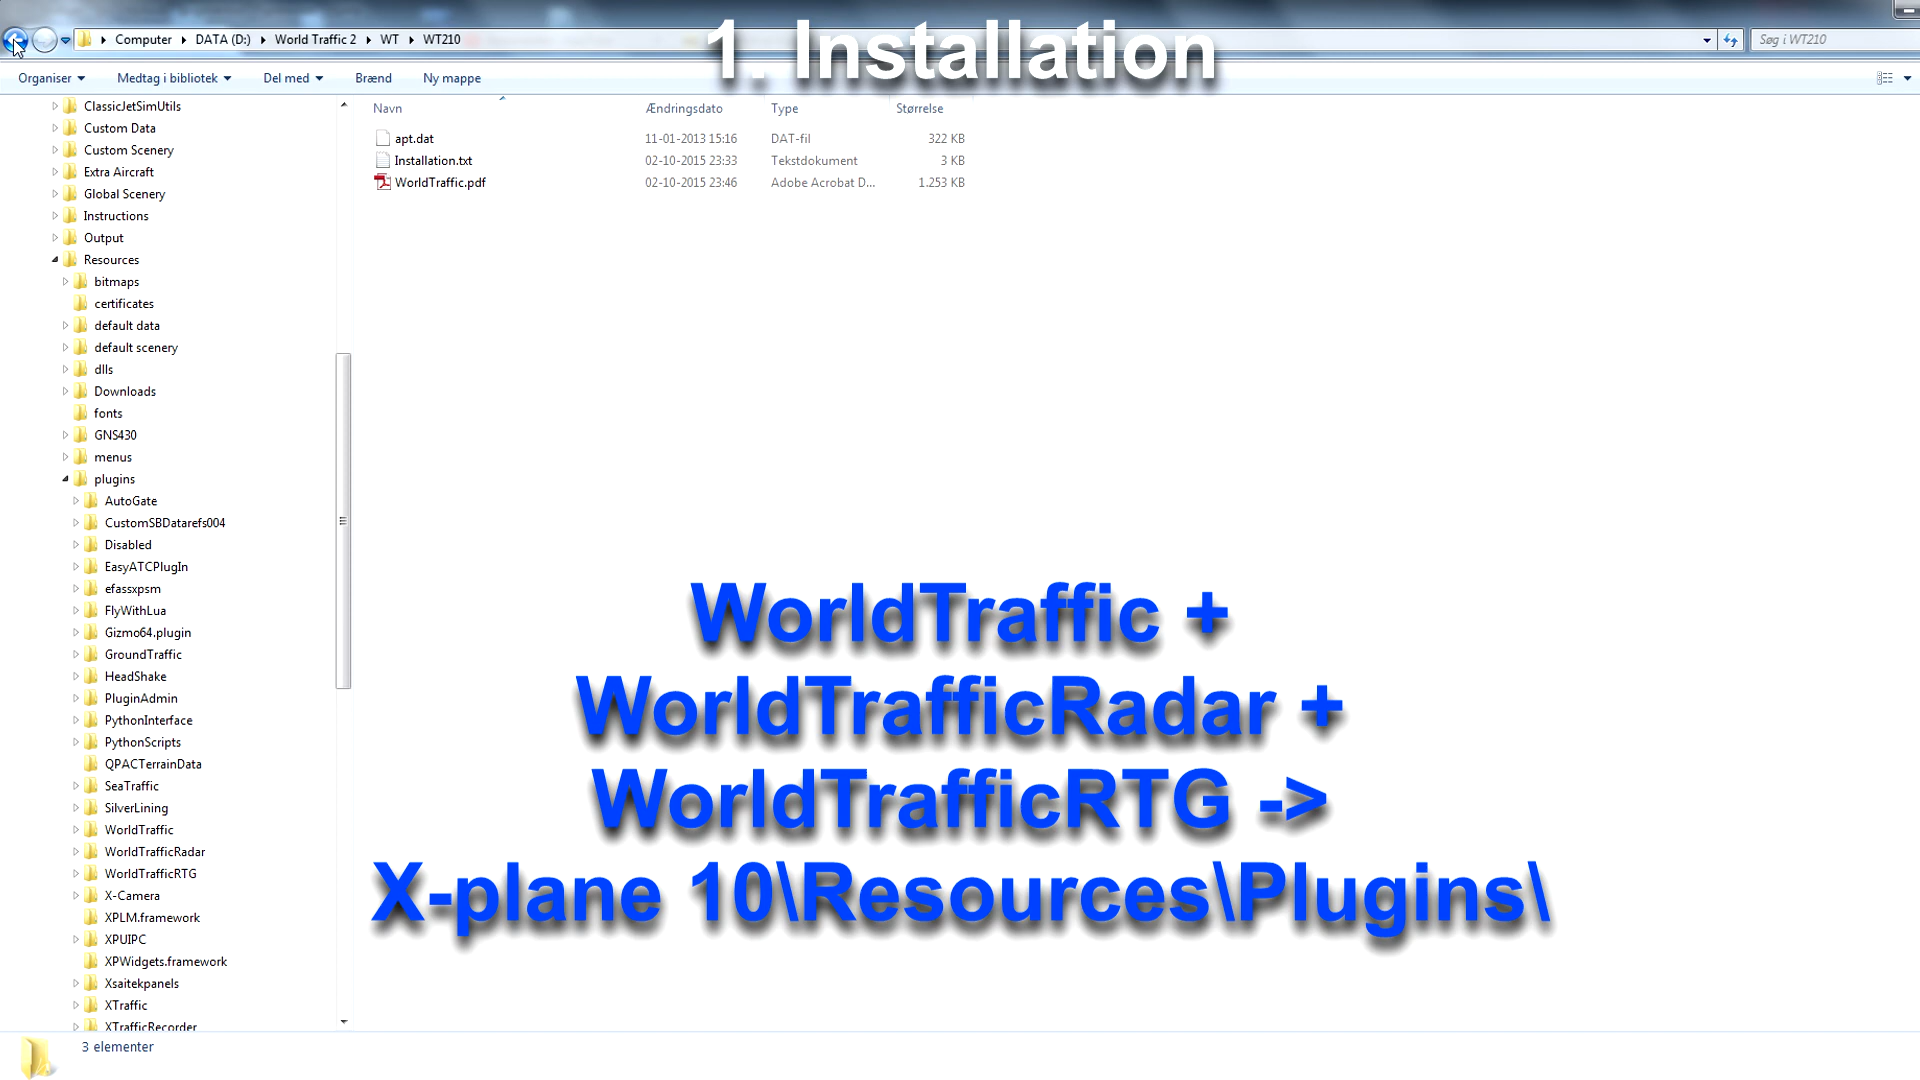 1. Installation
Computer
DATA (D:)
World Traffic 2
WT
WT210
Søg i WT210
Organiser
Medtag i bibliotek
Del med
Brænd
Ny mappe
ClassicJetSimUtils
Custom Data
Custom Scenery
Extra Aircraft
Global Scenery
Instructions
Output
Resources
bitmaps
certificates
default data
default scenery
dlls
Downloads
fonts
GNS430
menus
plugins
AutoGate
CustomSBDatarefs004
Disabled
EasyATCPlugIn
efassxpsm
FlyWithLua
Gizmo64.plugin
GroundTraffic
HeadShake
PluginAdmin
PythonInterface
PythonScripts
QPACTerrainData
SeaTraffic
SilverLining
WorldTraffic
WorldTrafficRadar
WorldTrafficRTG
X-Camera
XPLM.framework
XPUIPC
XPWidgets.framework
Xsaitekpanels
XTraffic
XTrafficRecorder
Navn Ændringsdato Type Størrelse
apt.dat 11-01-2013 15:16 DAT-fil 322 KB
Installation.txt 02-10-2015 23:33 Tekstdokument 3 KB
WorldTraffic.pdf 02-10-2015 23:46 Adobe Acrobat D... 1.253 KB
WorldTraffic +
WorldTrafficRadar +
WorldTrafficRTG ->
X-plane 10\Resources\Plugins\
3 elementer